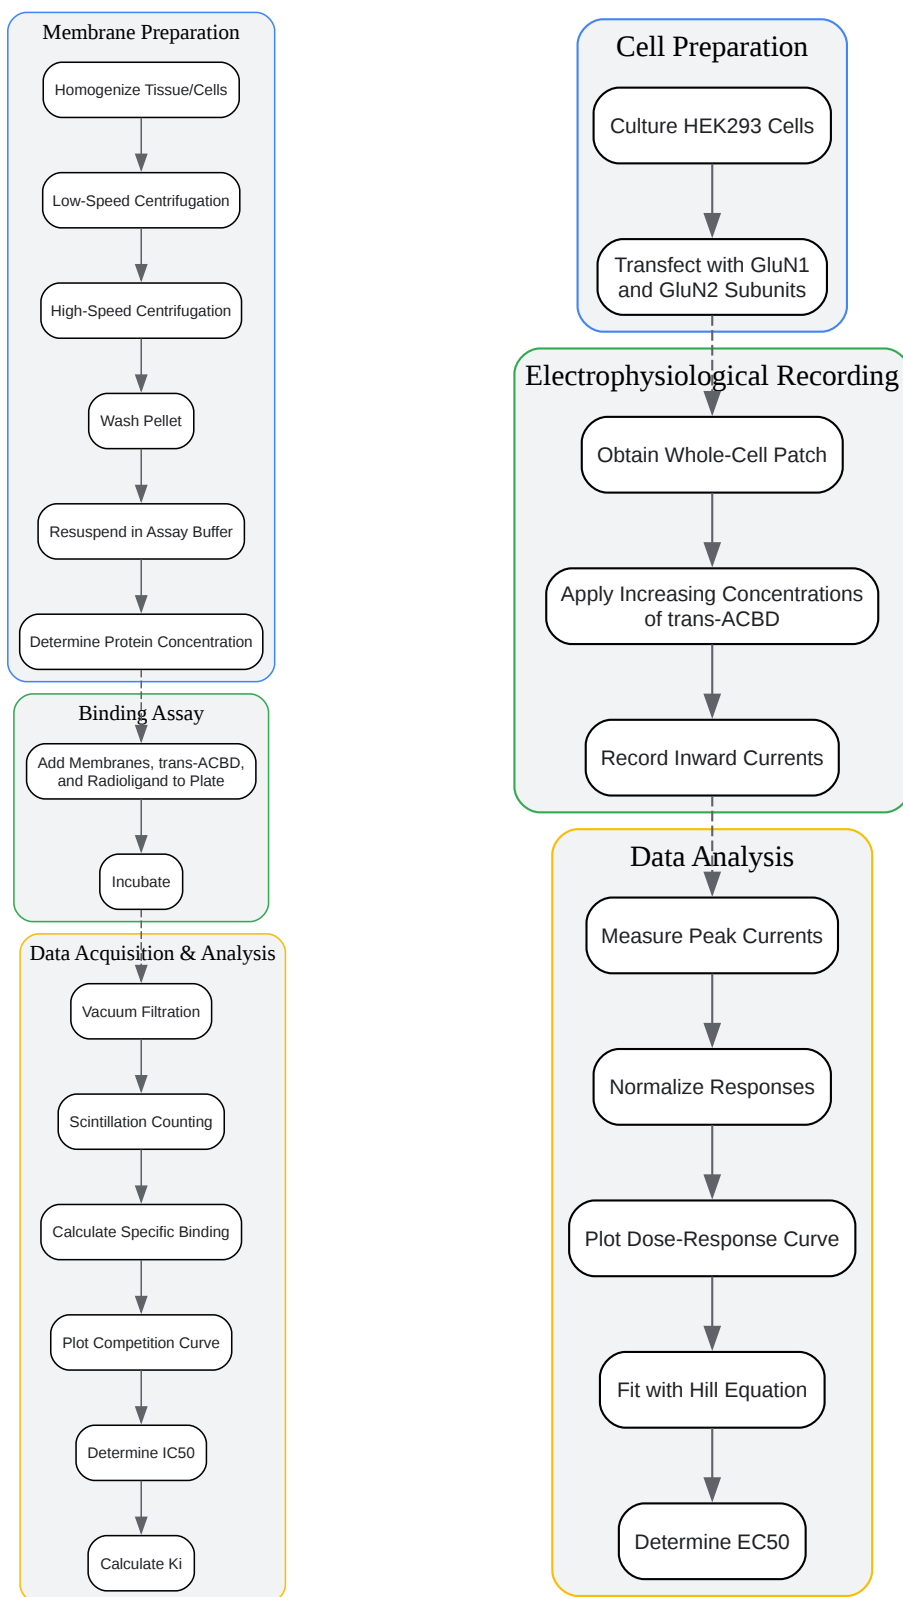 Membrane Preparation
Homogenize Tissue/Cells
Low-Speed Centrifugation
High-Speed Centrifugation
Wash Pellet
Resuspend in Assay Buffer
Determine Protein Concentration
Binding Assay
Add Membranes, trans-ACBD,
and Radioligand to Plate
Incubate
Data Acquisition & Analysis
Vacuum Filtration
Scintillation Counting
Calculate Specific Binding
Plot Competition Curve
Determine IC50
Calculate Ki
Cell Preparation
Culture HEK293 Cells
Transfect with GluN1
and GluN2 Subunits
Electrophysiological Recording
Obtain Whole-Cell Patch
Apply Increasing Concentrations
of trans-ACBD
Record Inward Currents
Data Analysis
Measure Peak Currents
Normalize Responses
Plot Dose-Response Curve
Fit with Hill Equation
Determine EC50